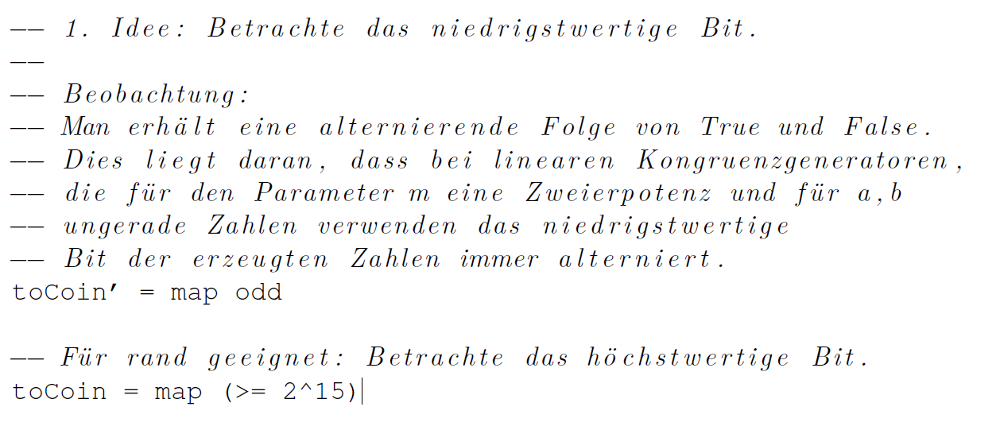 -- 1. Idee: Betrachte das niedrigstwertige Bit.
--
-- Beobachtung:
-- Man erhält eine alternierende Folge von True und False.
-- Dies liegt daran, dass bei linearen Kongruenzgeneratoren,
-- die für den Parameter m eine Zweierpotenz und für a,b
-- ungerade Zahlen verwenden das niedrigstwertige
-- Bit der erzeugten Zahlen immer alterniert.
toCoin' = map odd
-- Für rand geeignet: Betrachte das höchstwertige Bit.
toCoin = map (>= 2^15)